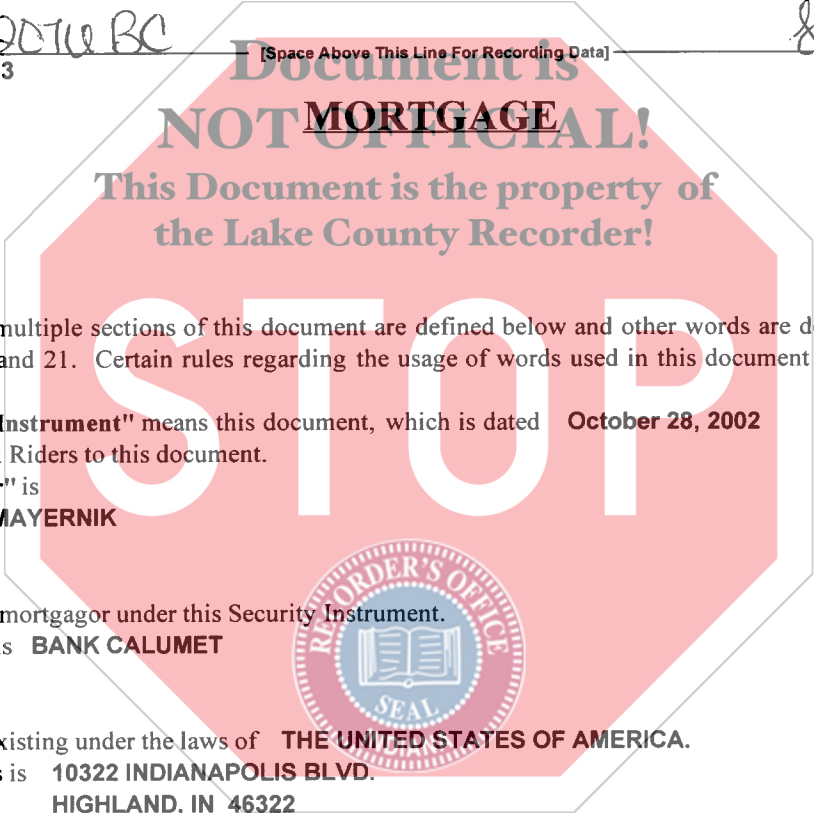 2076 BC
[Space Above This Line For Recording Data]
3
Document is
MORTGAGE
NOT OFFICIAL!
This Document is the property of
the Lake County Recorder!
multiple sections of this document are defined below and other words are d
and 21. Certain rules regarding the usage of words used in this document
Instrument" means this document, which is dated October 28, 2002
Riders to this document.
" is
MAYERNIK
STOP
mortgagor under this Security Instrument.
is BANK CALUMET
RECORDER'S OFFICE
SEAL
INDIANA
existing under the laws of THE UNITED STATES OF AMERICA.
s is 10322 INDIANAPOLIS BLVD.
HIGHLAND, IN 46322